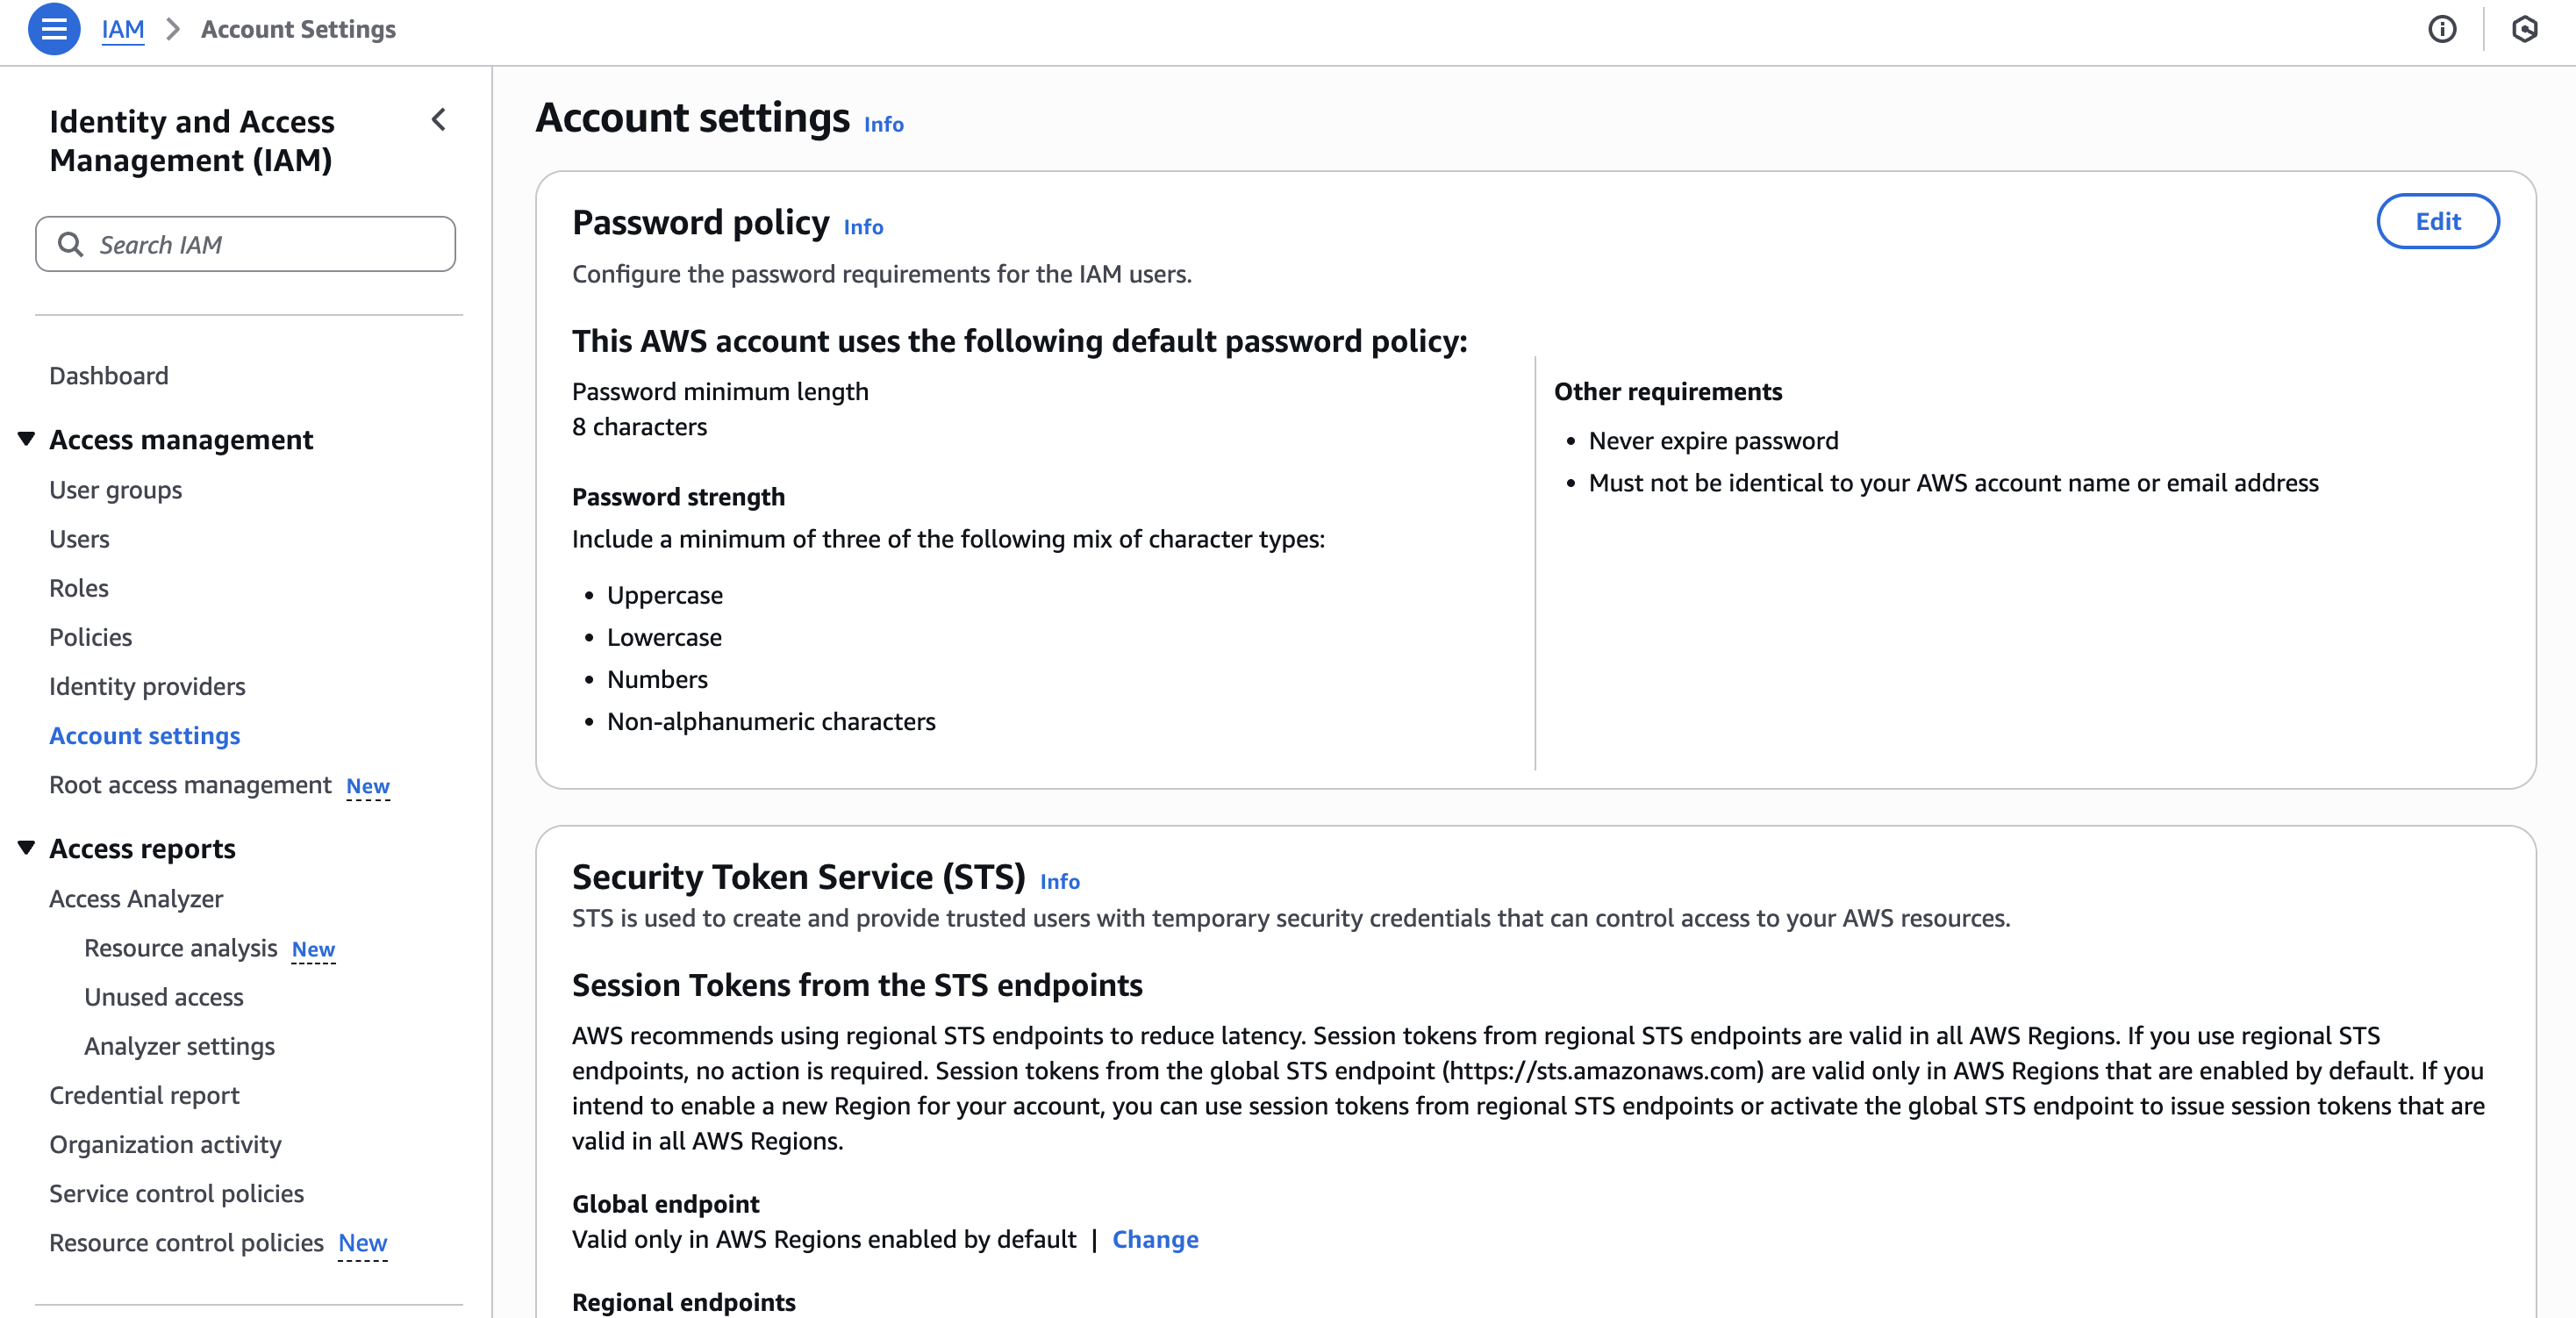 IAM > Account Settings
Identity and Access
Management (IAM)
Search IAM
Dashboard
Access management
User groups
Users
Roles
Policies
Identity providers
Account settings
Root access management New
Access reports
Access Analyzer
Resource analysis New
Unused access
Analyzer settings
Credential report
Organization activity
Service control policies
Resource control policies New
Account settings Info
Password policy Info
Edit
Configure the password requirements for the IAM users.
This AWS account uses the following default password policy:
Password minimum length
8 characters
Password strength
Include a minimum of three of the following mix of character types:
• Uppercase
• Lowercase
• Numbers
• Non-alphanumeric characters
Other requirements
• Never expire password
• Must not be identical to your AWS account name or email address
Security Token Service (STS) Info
STS is used to create and provide trusted users with temporary security credentials that can control access to your AWS resources.
Session Tokens from the STS endpoints
AWS recommends using regional STS endpoints to reduce latency. Session tokens from regional STS endpoints are valid in all AWS Regions. If you use regional STS
endpoints, no action is required. Session tokens from the global STS endpoint (https://sts.amazonaws.com) are valid only in AWS Regions that are enabled by default. If you
intend to enable a new Region for your account, you can use session tokens from regional STS endpoints or activate the global STS endpoint to issue session tokens that are
valid in all AWS Regions.
Global endpoint
Valid only in AWS Regions enabled by default | Change
Regional endpoints